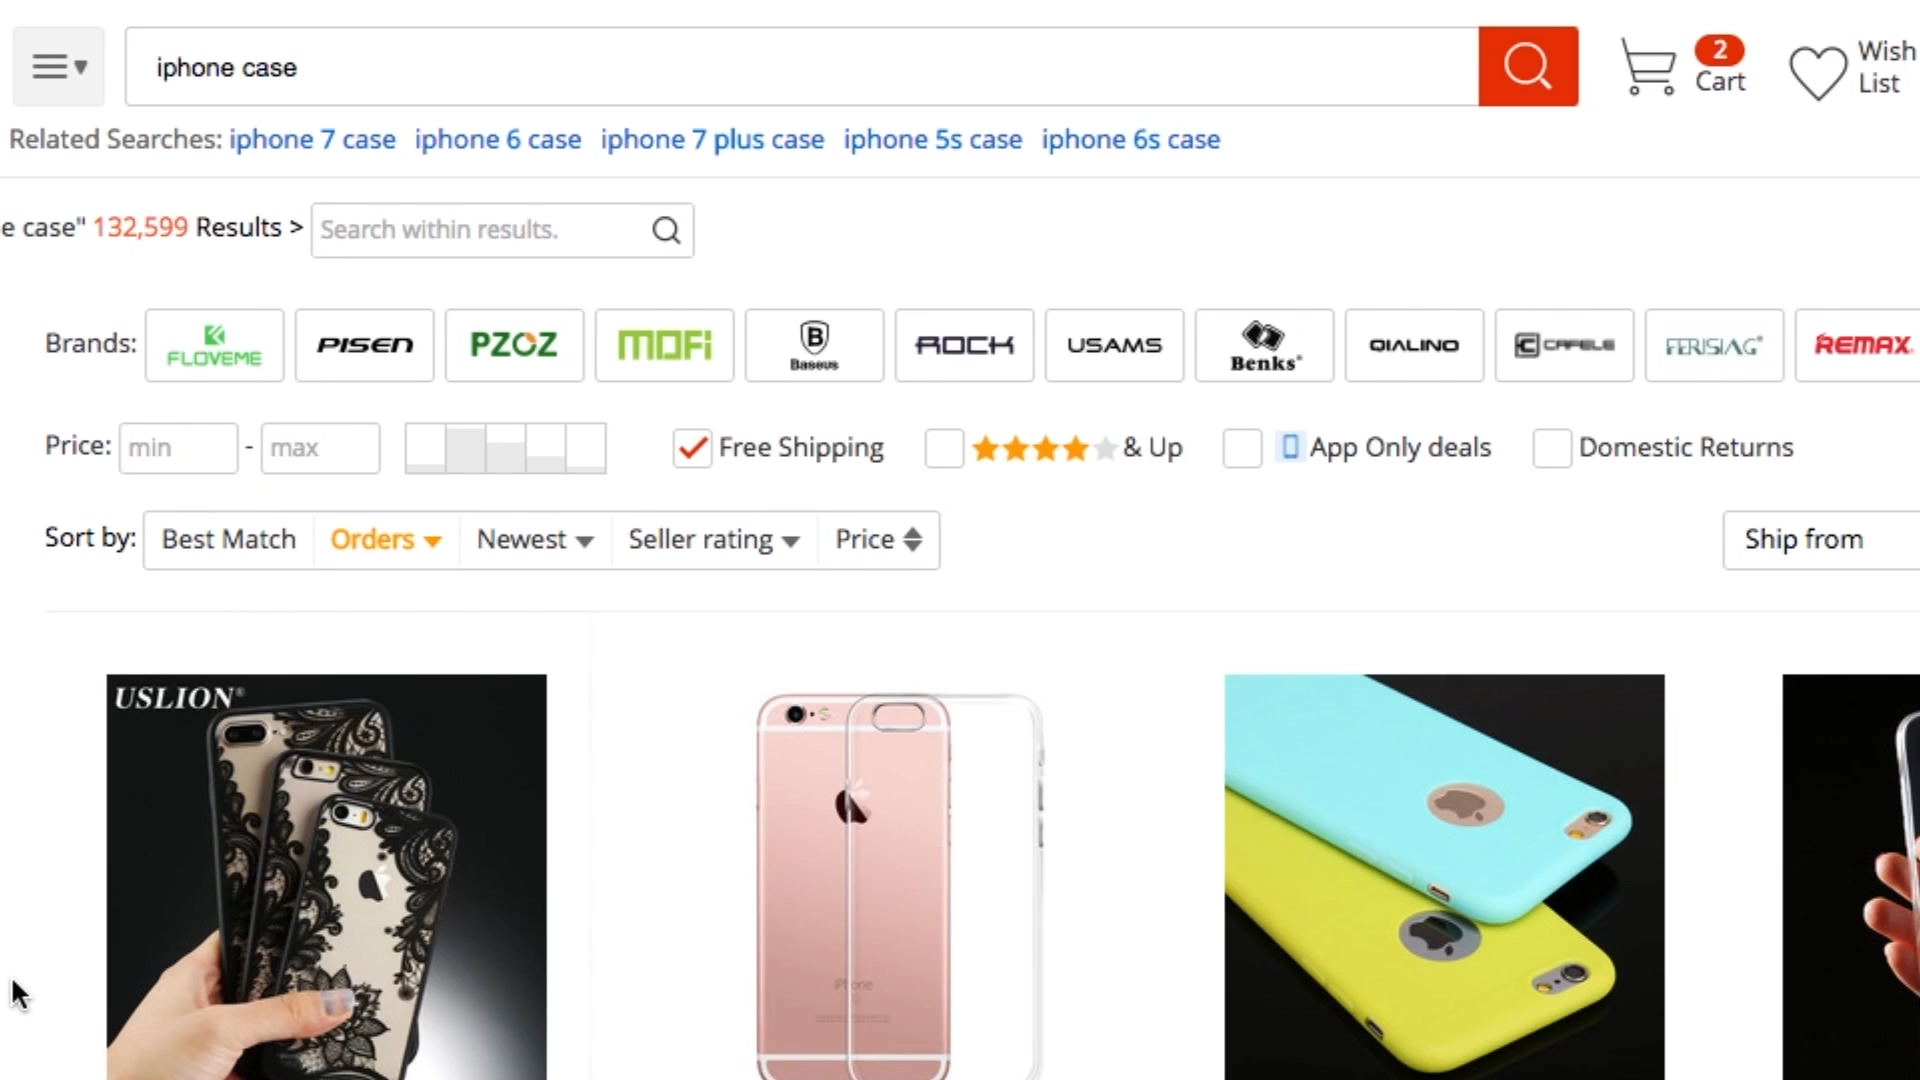 iphone case
2
Cart
Wish
List
Related Searches: iphone 7 case iphone 6 case iphone 7 plus case iphone 5s case iphone 6s case
e case" 132,599 Results > Search within results.
Brands: FLOVEME PISEN PZOZ MOFi B Baseus ROCK USAMS Benks® QIALINO CAFELE FERISING® REMAX
Price: min - max Free Shipping & Up App Only deals Domestic Returns
Sort by: Best Match Orders Newest Seller rating Price Ship from
USLION®
iPhone